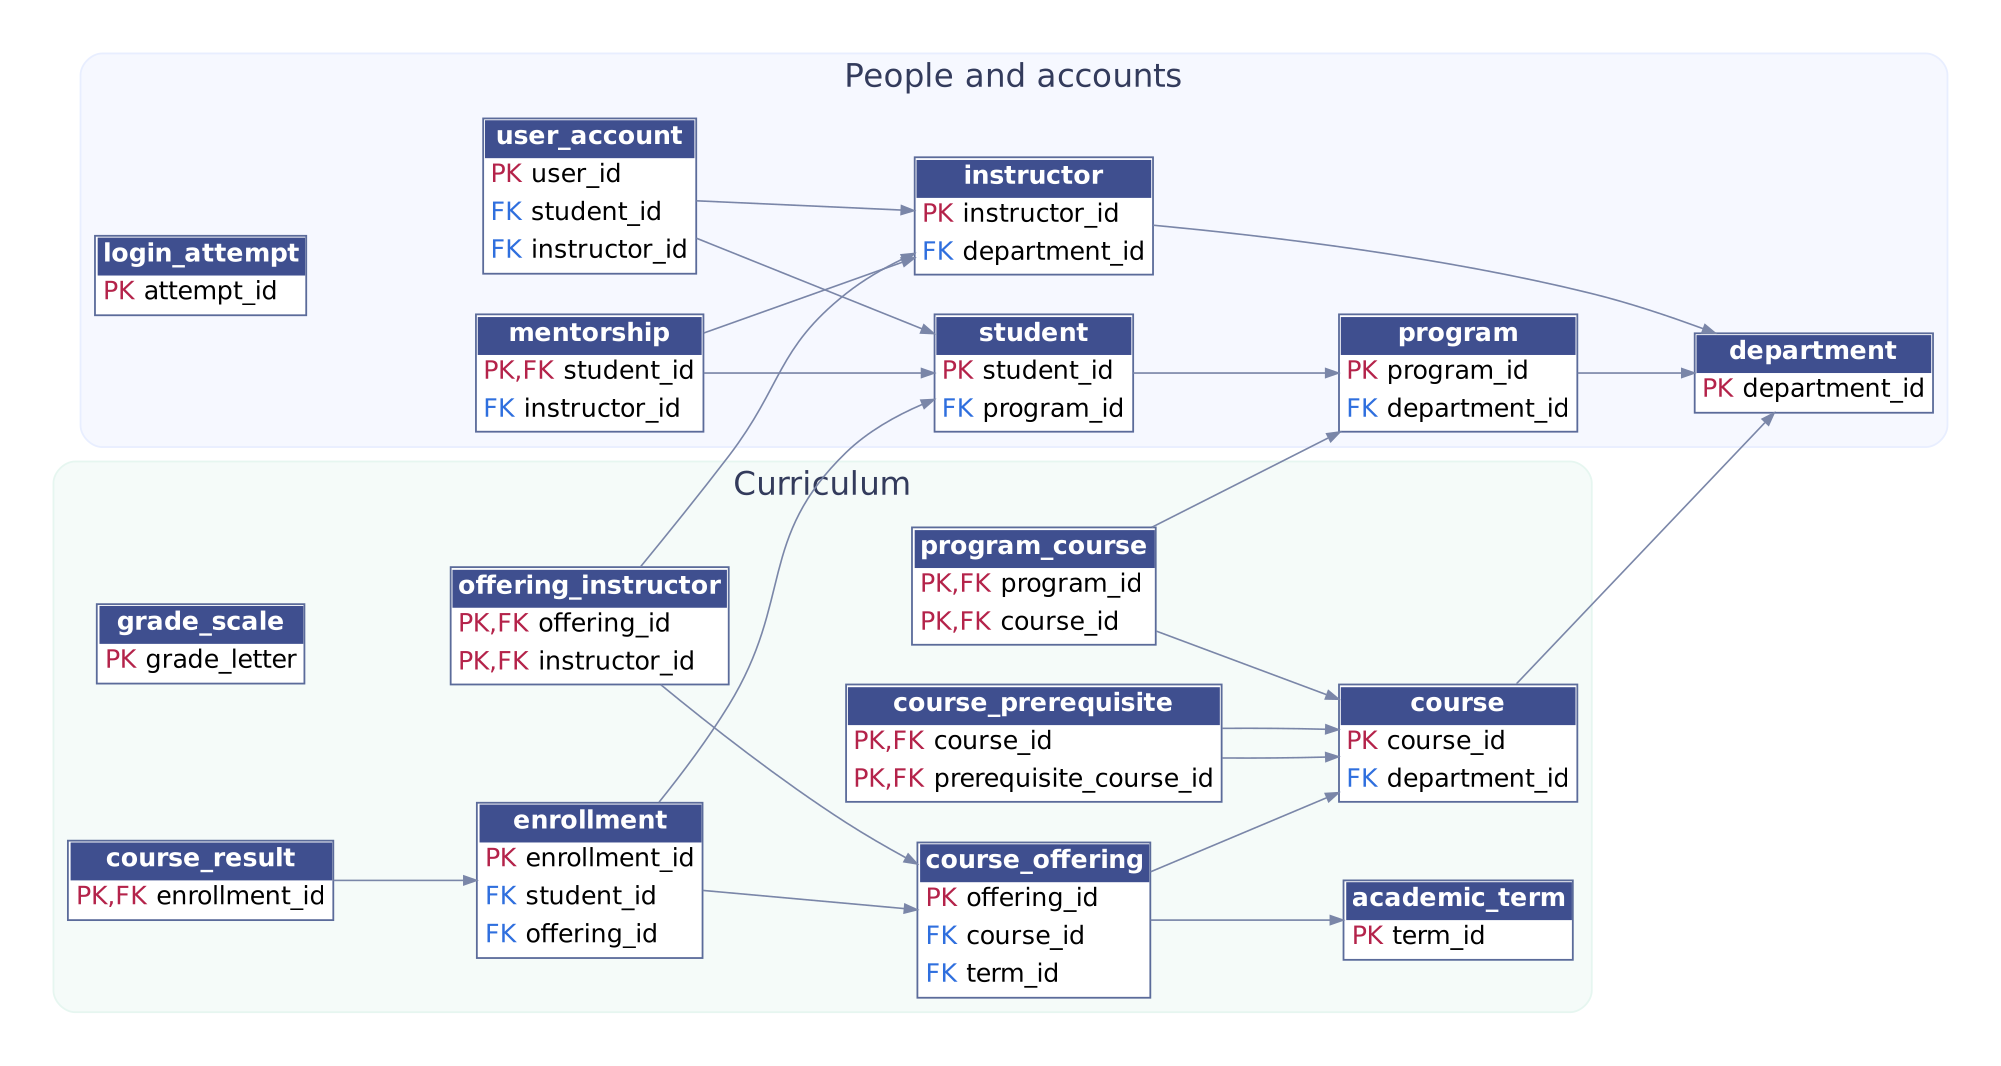 People and accounts
user_account
PK user_id
FK student_id
FK instructor_id
instructor
PK instructor_id
FK department_id
login_attempt
PK attempt_id
mentorship
PK,FK student_id
FK instructor_id
student
PK student_id
FK program_id
program
PK program_id
FK department_id
department
PK department_id
Curriculum
program_course
PK,FK program_id
PK,FK course_id
offering_instructor
PK,FK offering_id
PK,FK instructor_id
grade_scale
PK grade_letter
course_prerequisite
PK,FK course_id
PK,FK prerequisite_course_id
course
PK course_id
FK department_id
enrollment
PK enrollment_id
FK student_id
FK offering_id
course_result
PK,FK enrollment_id
course_offering
PK offering_id
FK course_id
FK term_id
academic_term
PK term_id